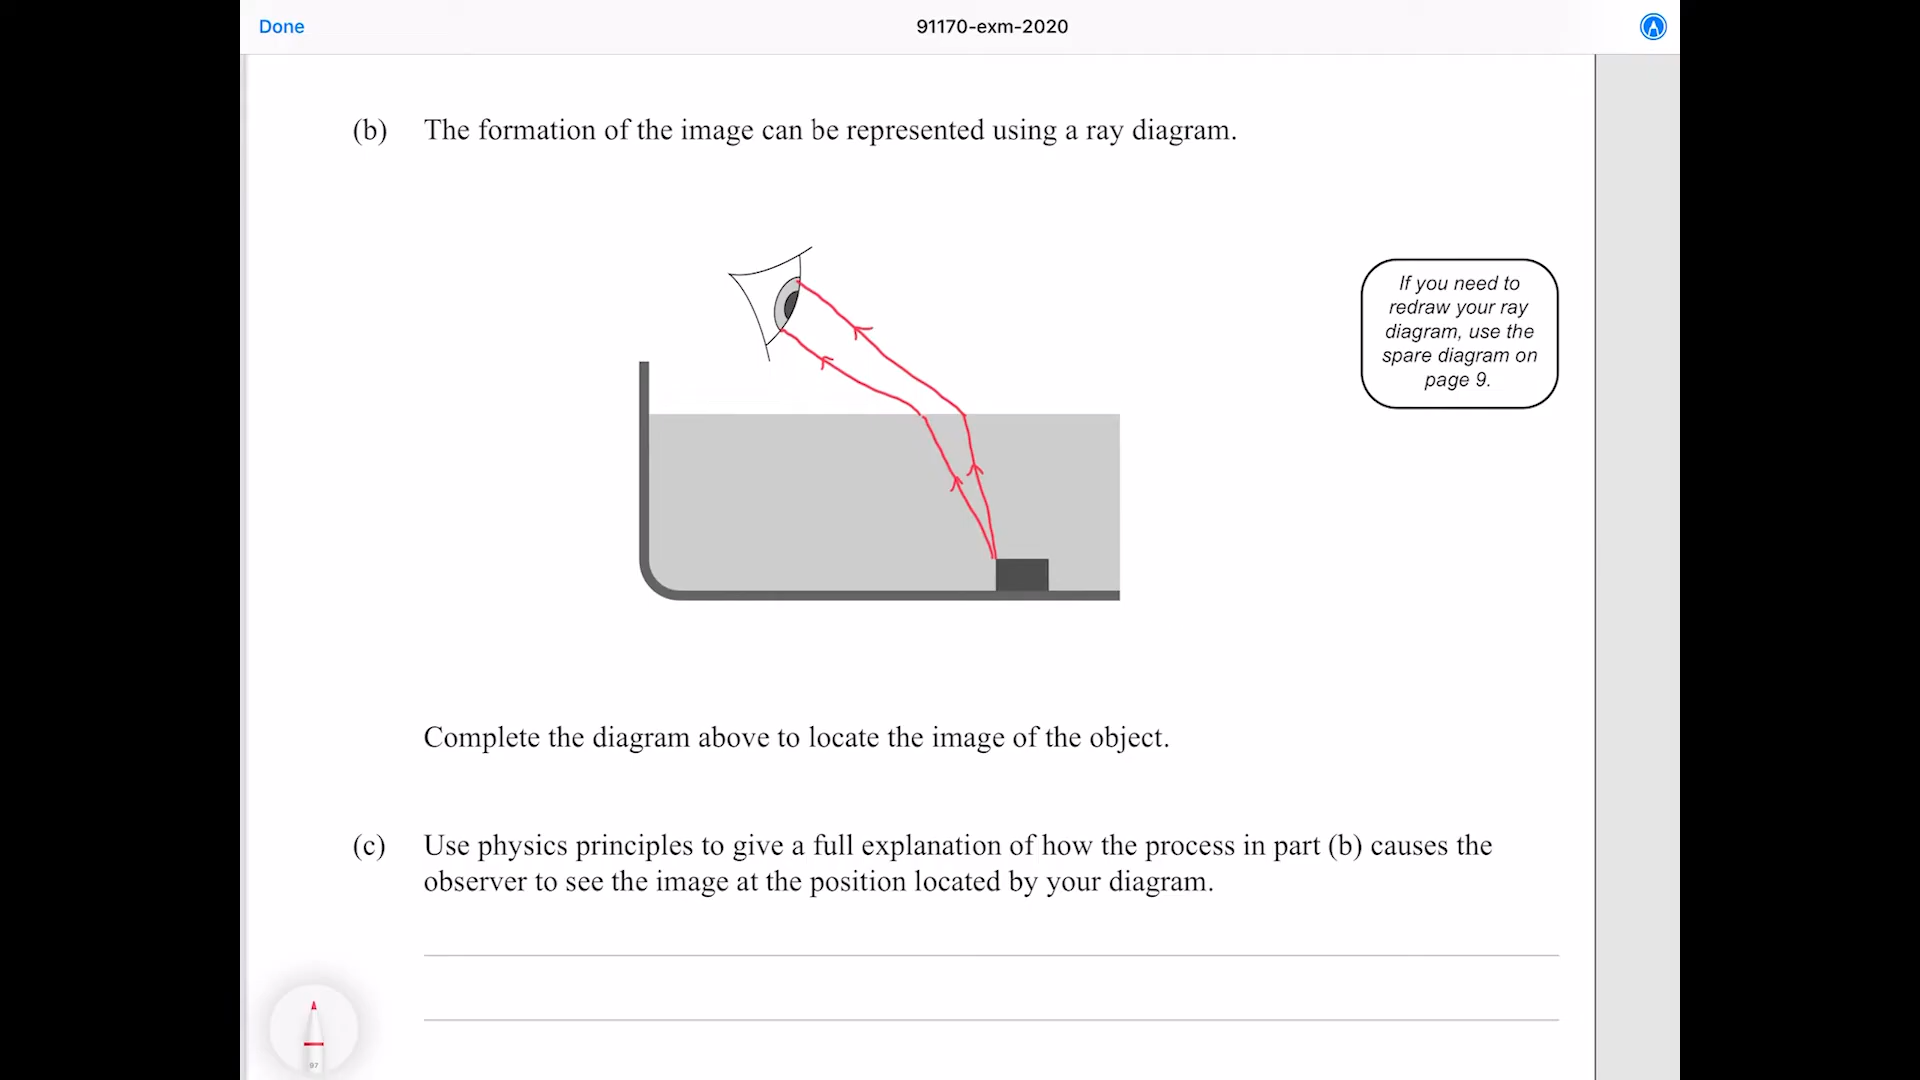 Done
91170-exm-2020
(b) The formation of the image can be represented using a ray diagram.
If you need to
redraw your ray
diagram, use the
spare diagram on
page 9.
Complete the diagram above to locate the image of the object.
(c) Use physics principles to give a full explanation of how the process in part (b) causes the
observer to see the image at the position located by your diagram.
97